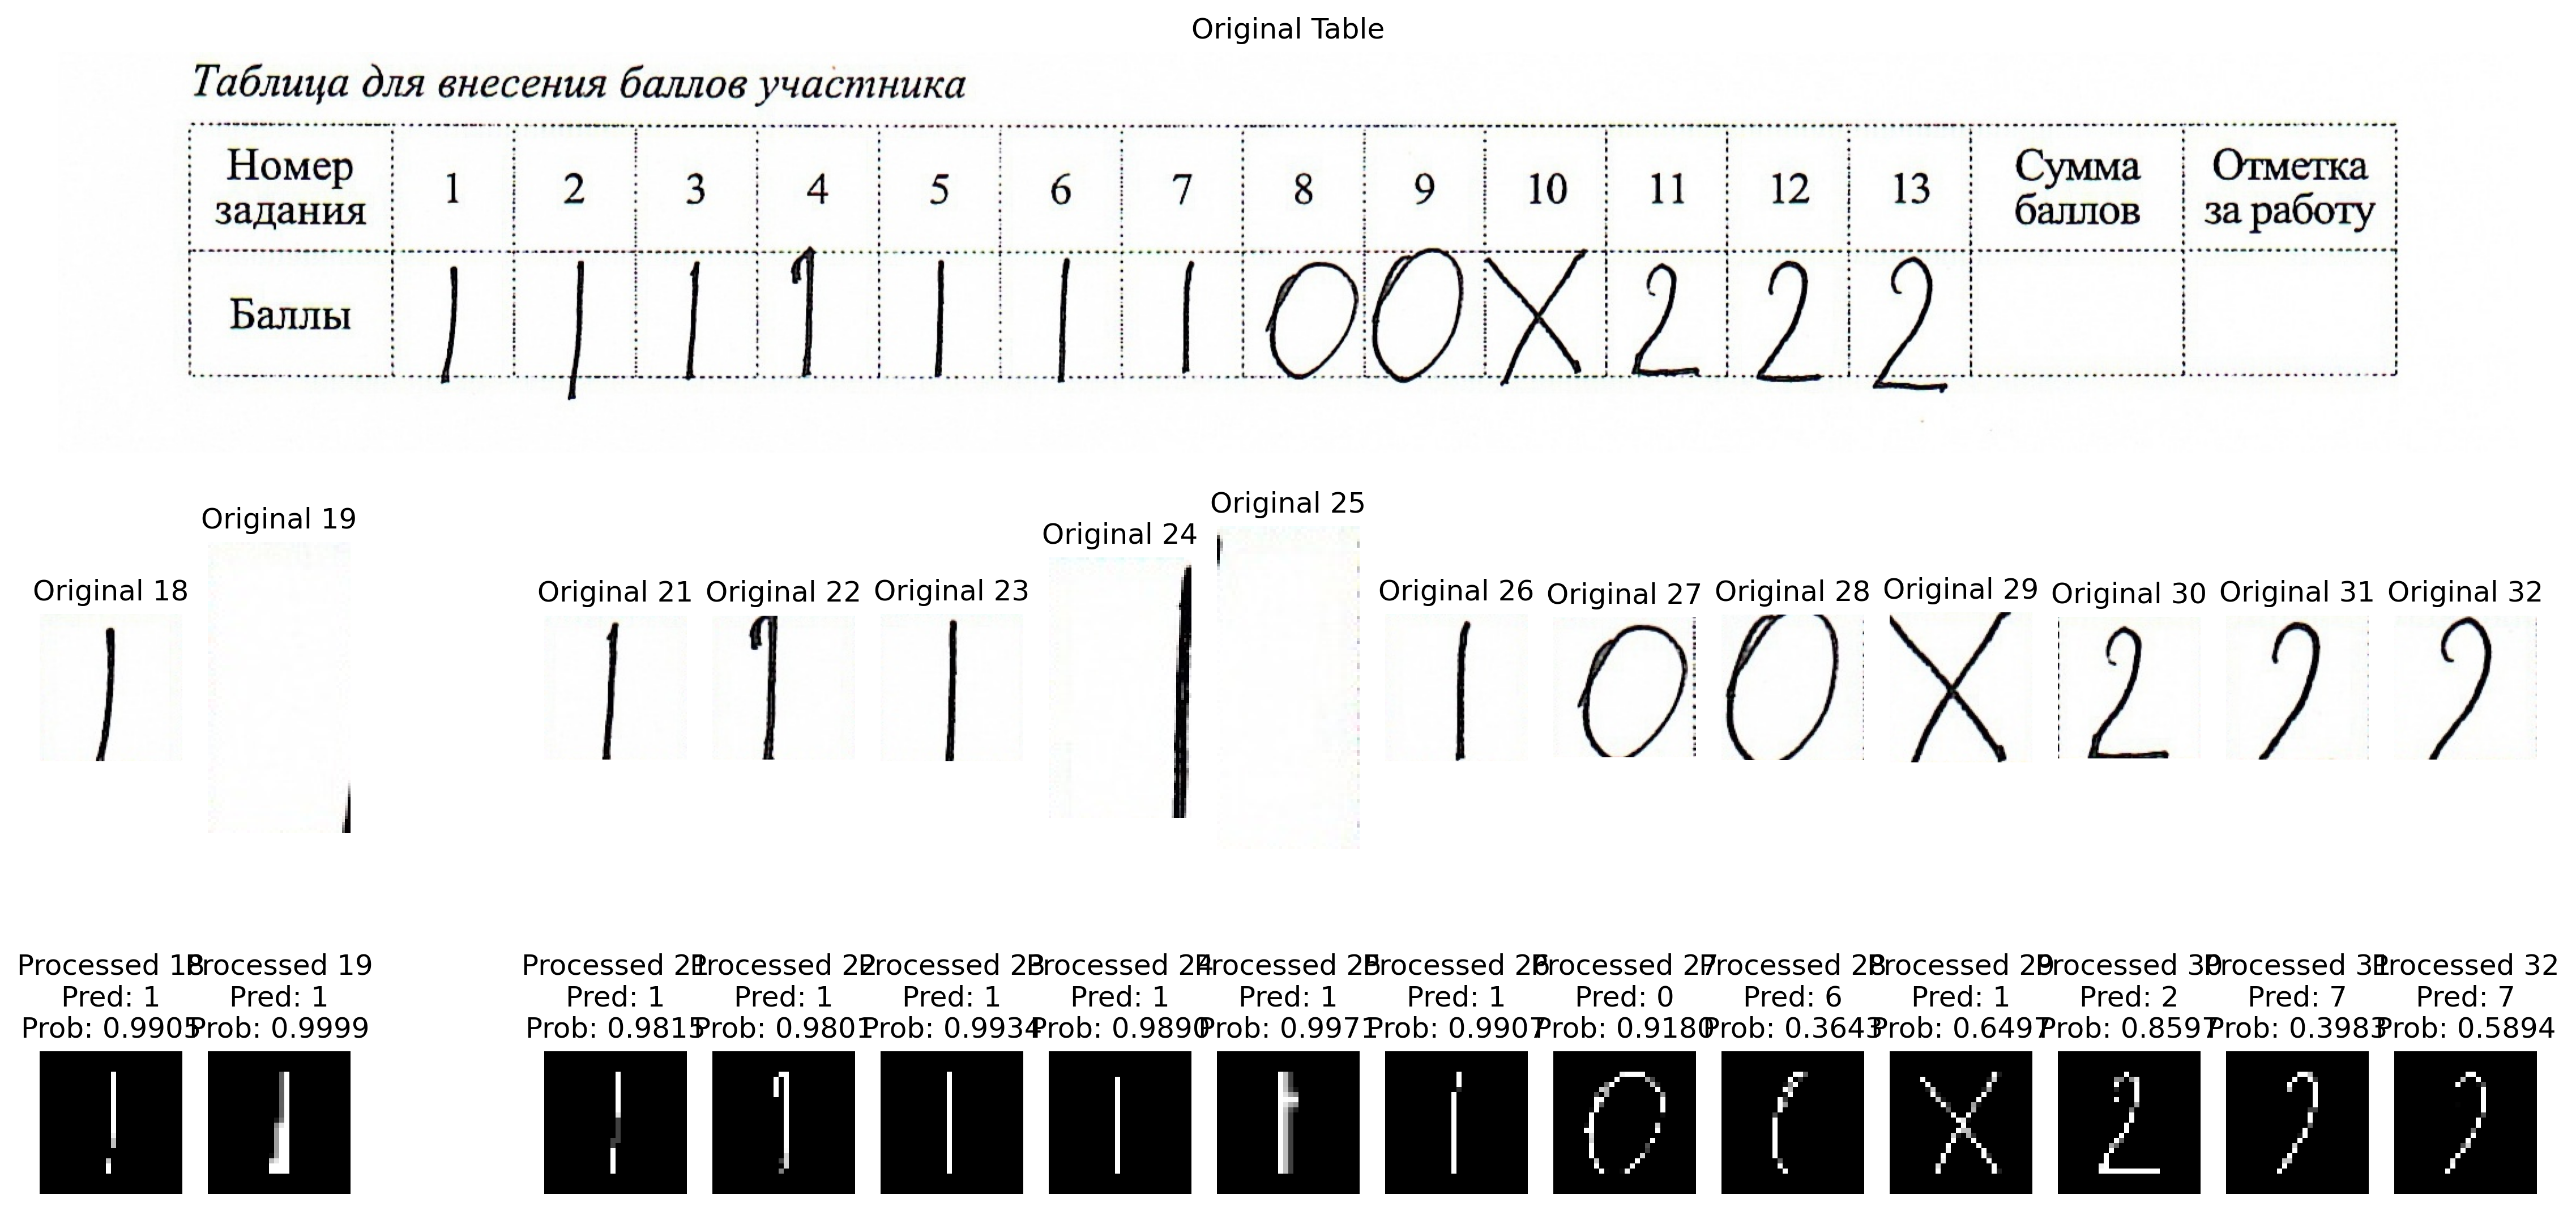 Original Table
Таблица для внесения баллов участника
Номер задания 1 2 3 4 5 6 7 8 9 10 11 12 13 Сумма баллов Отметка за работу
Баллы 1 1 1 1 1 1 1 0 0 X 2 2 2
Original 18 Original 19 Original 21 Original 22 Original 23 Original 24 Original 25 Original 26 Original 27 Original 28 Original 29 Original 30 Original 31 Original 32
Processed 18 Processed 19 Processed 21 Processed 22 Processed 23 Processed 24 Processed 25 Processed 26 Processed 27 Processed 28 Processed 29 Processed 30 Processed 31 Processed 32
Pred: 1 Pred: 1 Pred: 1 Pred: 1 Pred: 1 Pred: 1 Pred: 1 Pred: 1 Pred: 0 Pred: 6 Pred: 1 Pred: 2 Pred: 7 Pred: 7
Prob: 0.9905 Prob: 0.9999 Prob: 0.9815 Prob: 0.9801 Prob: 0.9934 Prob: 0.9890 Prob: 0.9971 Prob: 0.9907 Prob: 0.9180 Prob: 0.3643 Prob: 0.6497 Prob: 0.8597 Prob: 0.3983 Prob: 0.5894